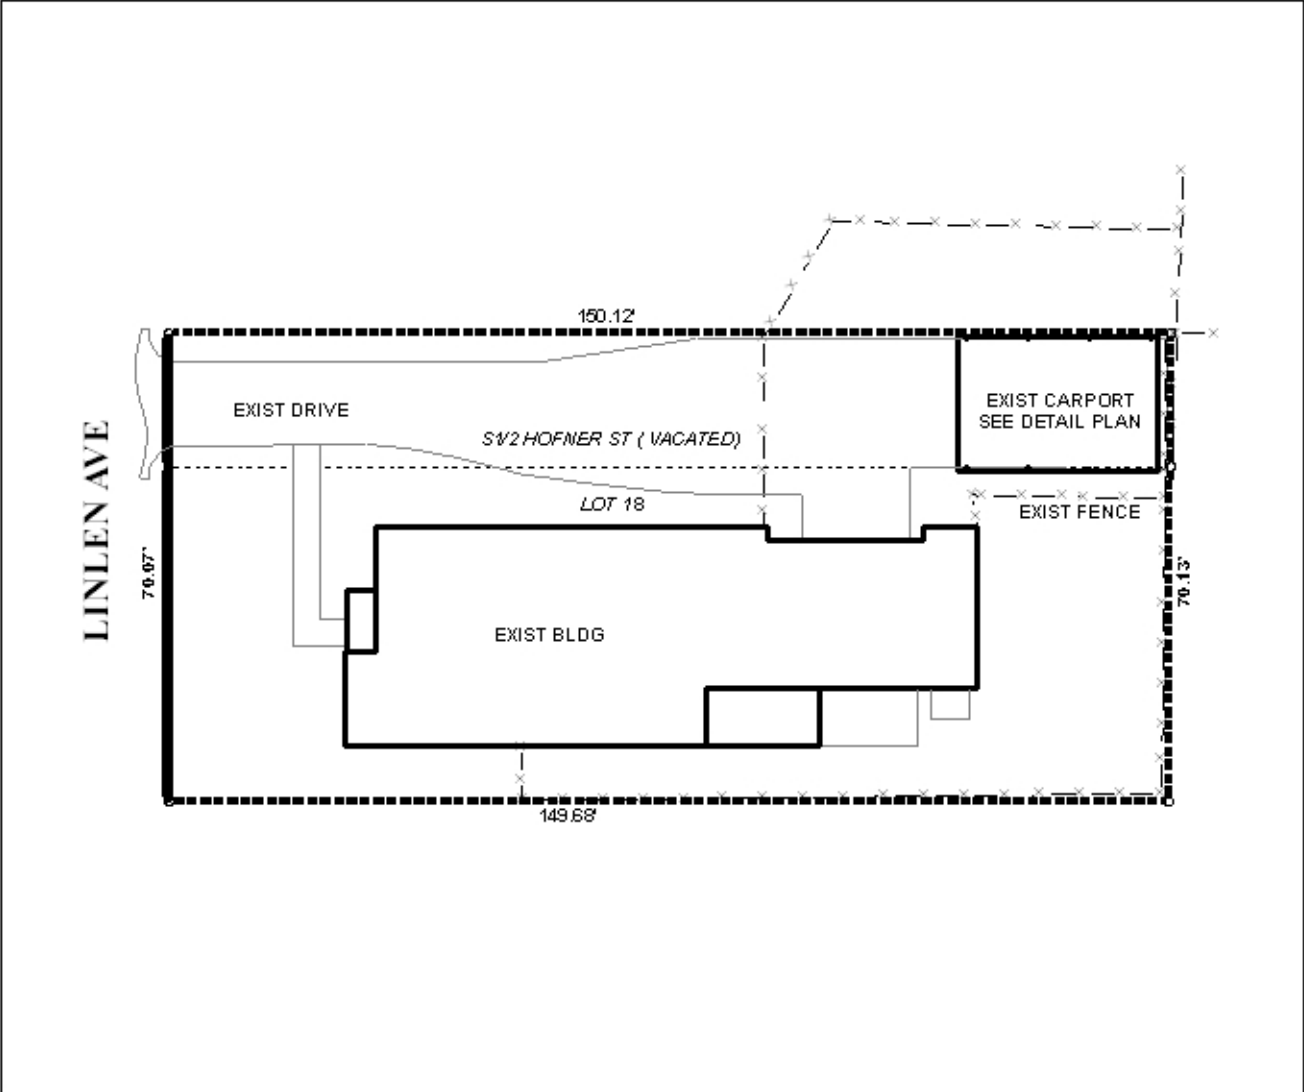 150.12'
EXIST DRIVE
EXIST CARPORT
SEE DETAIL PLAN
S1/2 HOFNER ST ( VACATED)
LOT 18
EXIST FENCE
LINLEN AVE
70.07'
70.13'
EXIST BLDG
149.68'